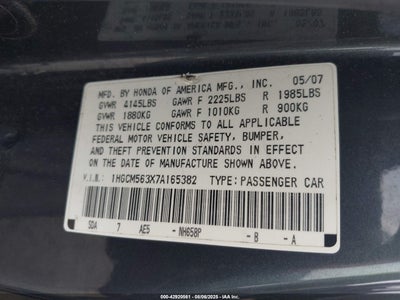 MFD. BY HONDA OF AMERICA MFG., INC. 05/07
GVWR 4145LBS GAWR F 2225LBS R 1985LBS
GVWR 1880KG GAWR F 1010KG R 900KG
THIS VEHICLE CONFORMS TO ALL APPLICABLE
FEDERAL MOTOR VEHICLE SAFETY, BUMPER,
AND THEFT PREVENTION STANDARDS IN EFFECT
ON THE DATE OF MANUFACTURE SHOWN ABOVE.
V.I.N.: 1HGCM563X7A165382 TYPE: PASSENGER CAR
SDA 7 AE5 - NH658P - B - A
000-42920581 - 08/06/2025 - IAA, Inc.